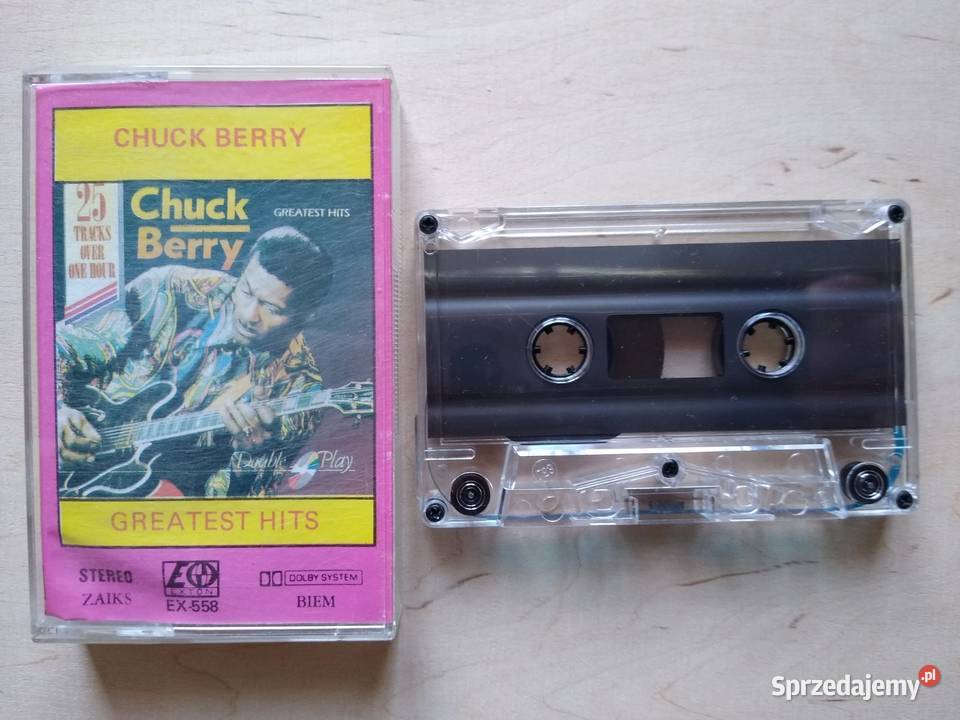 CHUCK BERRY
25
TRACKS
OVER
ONE HOUR
Chuck
Berry
GREATEST HITS
Double Play
GREATEST HITS
STEREO
EXTON
DOLBY SYSTEM
ZAIKS
EX-558
BIEM
Sprzedajemy.pl